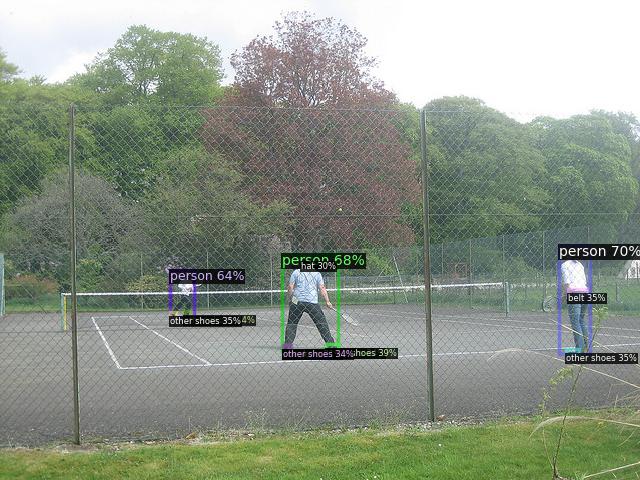 person 70%
person 68%
hat 30%
person 64%
belt 35%
other shoes 35%
4%
other shoes 34%
hoes 39%
other shoes 35%